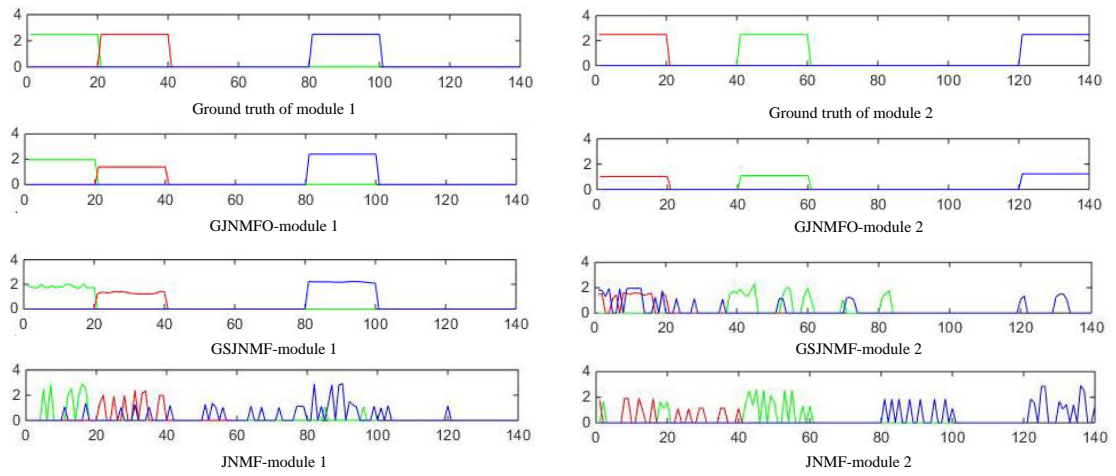 4
2
0
0 20 40 60 80 100 120 140
Ground truth of module 1
4
2
0
0 20 40 60 80 100 120 140
Ground truth of module 2
4
2
0
0 20 40 60 80 100 120 140
GJNMFO-module 1
4
2
0
0 20 40 60 80 100 120 140
GJNMFO-module 2
4
2
0
0 20 40 60 80 100 120 140
GSJNMF-module 1
4
2
0
0 20 40 60 80 100 120 140
GSJNMF-module 2
4
2
0
0 20 40 60 80 100 120 140
JNMF-module 1
4
2
0
0 20 40 60 80 100 120 140
JNMF-module 2